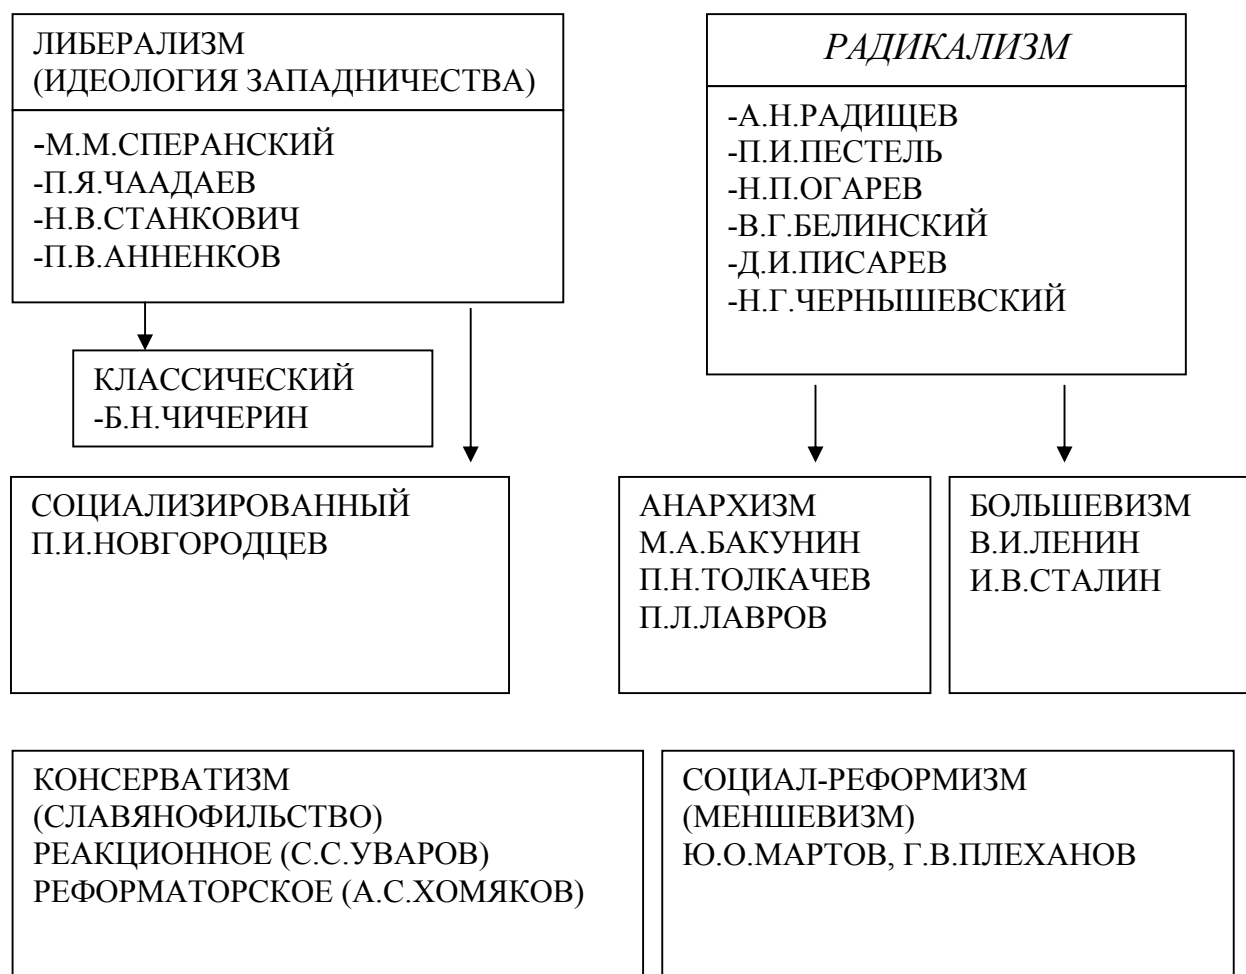 ЛИБЕРАЛИЗМ
(ИДЕОЛОГИЯ ЗАПАДНИЧЕСТВА)
-М.М.СПЕРАНСКИЙ
-П.Я.ЧААДАЕВ
-Н.В.СТАНКОВИЧ
-П.В.АННЕНКОВ
РАДИКАЛИЗМ
-А.Н.РАДИЩЕВ
-П.И.ПЕСТЕЛЬ
-Н.П.ОГАРЕВ
-В.Г.БЕЛИНСКИЙ
-Д.И.ПИСАРЕВ
-Н.Г.ЧЕРНЫШЕВСКИЙ
КЛАССИЧЕСКИЙ
-Б.Н.ЧИЧЕРИН
СОЦИАЛИЗИРОВАННЫЙ
П.И.НОВГОРОДЦЕВ
АНАРХИЗМ
М.А.БАКУНИН
П.Н.ТОЛКАЧЕВ
П.Л.ЛАВРОВ
БОЛЬШЕВИЗМ
В.И.ЛЕНИН
И.В.СТАЛИН
КОНСЕРВАТИЗМ
(СЛАВЯНОФИЛЬСТВО)
РЕАКЦИОННОЕ (С.С.УВАРОВ)
РЕФОРМАТОРСКОЕ (А.С.ХОМЯКОВ)
СОЦИАЛ-РЕФОРМИЗМ
(МЕНШЕВИЗМ)
Ю.О.МАРТОВ, Г.В.ПЛЕХАНОВ